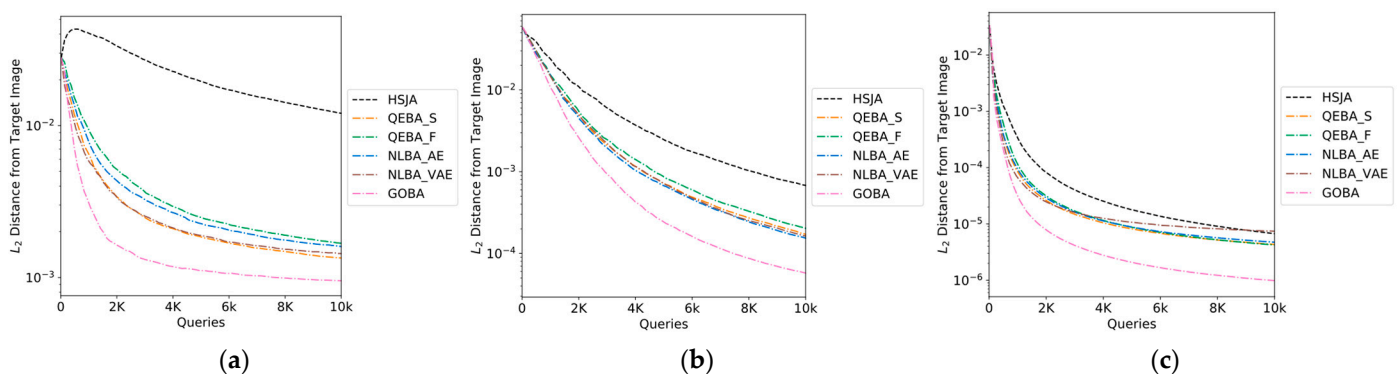 L₂ Distance from Target Image
10⁻²
10⁻³
0
2K
4K
6k
8K
10k
Queries
HSJA
QEBA_S
QEBA_F
NLBA_AE
NLBA_VAE
GOBA
(a)
L₂ Distance from Target Image
10⁻²
10⁻³
10⁻⁴
0
2K
4K
6k
8K
10k
Queries
HSJA
QEBA_S
QEBA_F
NLBA_AE
NLBA_VAE
GOBA
(b)
L₂ Distance from Target Image
10⁻²
10⁻³
10⁻⁴
10⁻⁵
10⁻⁶
0
2K
4K
6k
8K
10k
Queries
HSJA
QEBA_S
QEBA_F
NLBA_AE
NLBA_VAE
GOBA
(c)